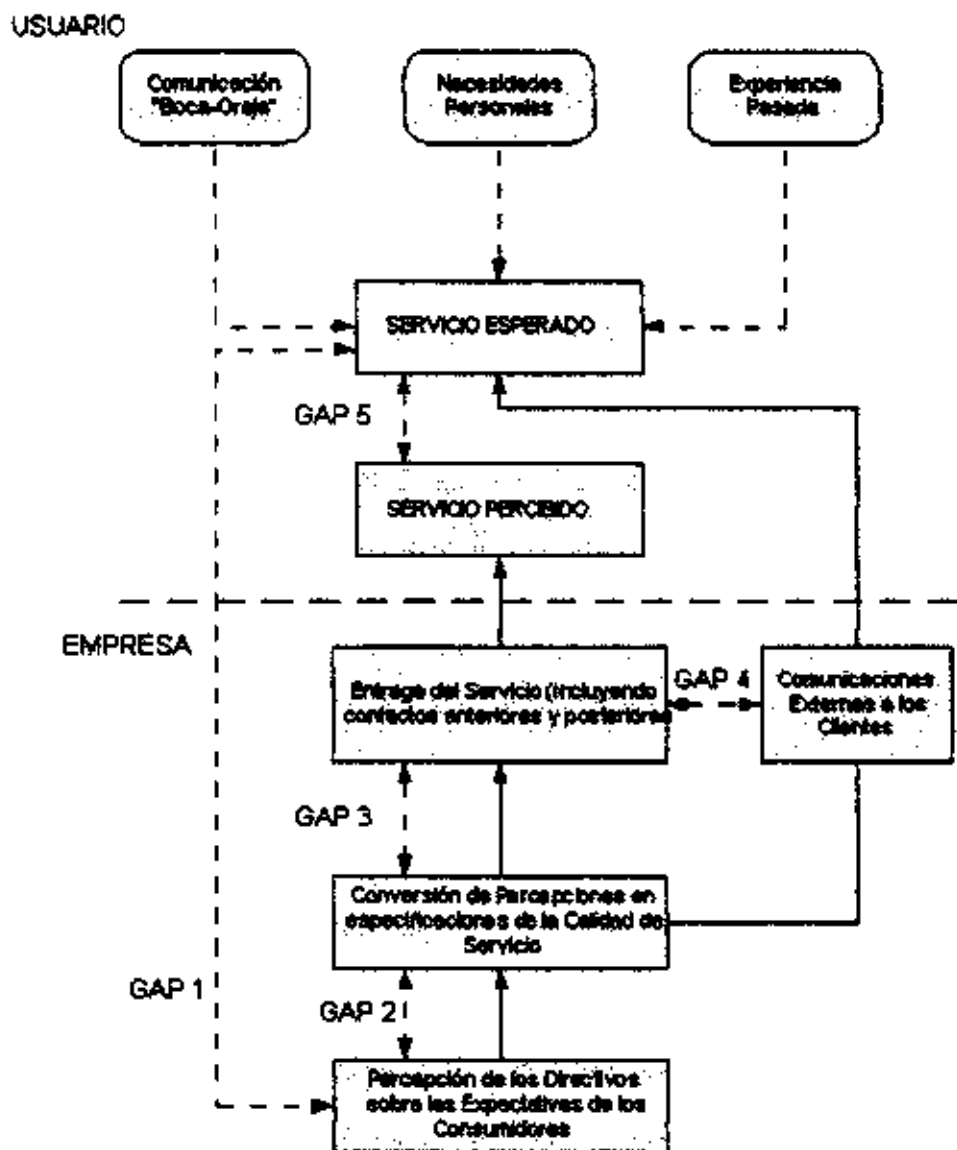 USUARIO
Comunicación
"Boca-Oreja"
Necesidades
Personales
Experiencia
Pasada
SERVICIO ESPERADO
GAP 5
SERVICIO PERCIBIDO
EMPRESA
Entrega del Servicio (Incluyendo
contactos anteriores y posteriores
GAP 4
Comunicaciones
Externas a los
Clientes
GAP 3
Conversión de Percepciones en
especificaciones de la Calidad de
Servicio
GAP 1
GAP 2
Percepción de los Directivos
sobre las Expectativas de los
Consumidores